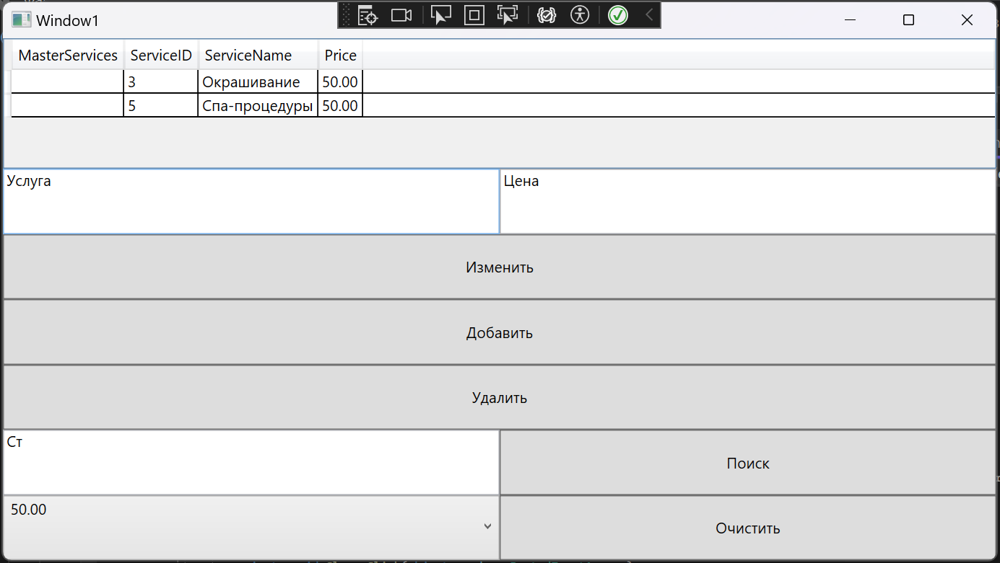 Window1
MasterServices ServiceID ServiceName Price
3 Окрашивание 50.00
5 Спа-процедуры 50.00
Услуга Цена
Изменить
Добавить
Удалить
Ст Поиск
50.00 Очистить